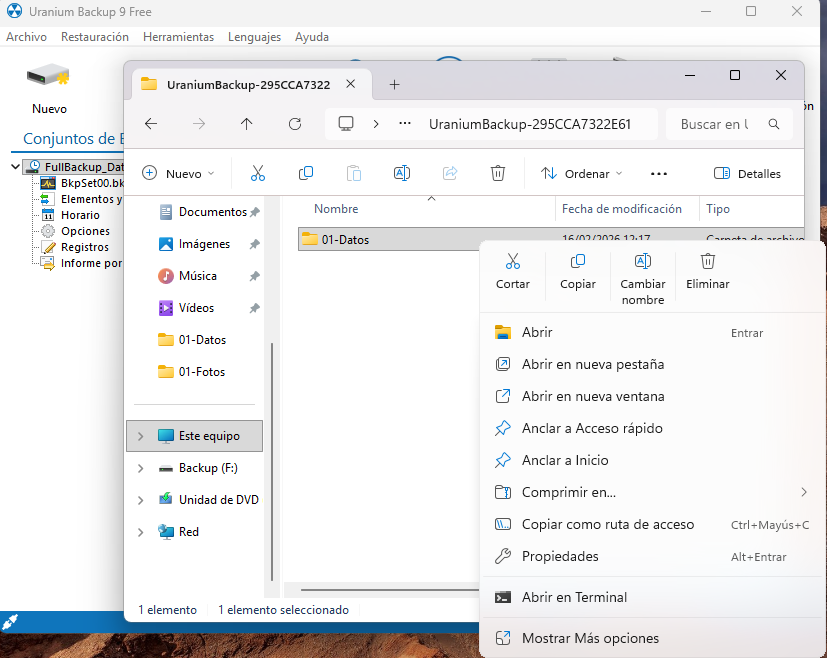 Uranium Backup 9 Free
Archivo Restauración Herramientas Lenguajes Ayuda
Nuevo
Conjuntos de
FullBackup_Dat
BkpSet00.bk
Elementos y
Horario
Opciones
Registros
Informe por
UraniumBackup-295CCA7322
UraniumBackup-295CCA7322E61
Buscar en
Nuevo
Ordenar
Detalles
Documentos
Imágenes
Música
Vídeos
01-Datos
01-Fotos
Este equipo
Backup (F:)
Unidad de DVD
Red
Nombre Fecha de modificación Tipo
01-Datos 16/02/2026 12:17 Carpeta de archivo
1 elemento 1 elemento seleccionado
Cortar
Copiar
Cambiar
nombre
Eliminar
Abrir Entrar
Abrir en nueva pestaña
Abrir en nueva ventana
Anclar a Acceso rápido
Anclar a Inicio
Comprimir en...
Copiar como ruta de acceso Ctrl+Mayús+C
Propiedades Alt+Entrar
Abrir en Terminal
Mostrar Más opciones